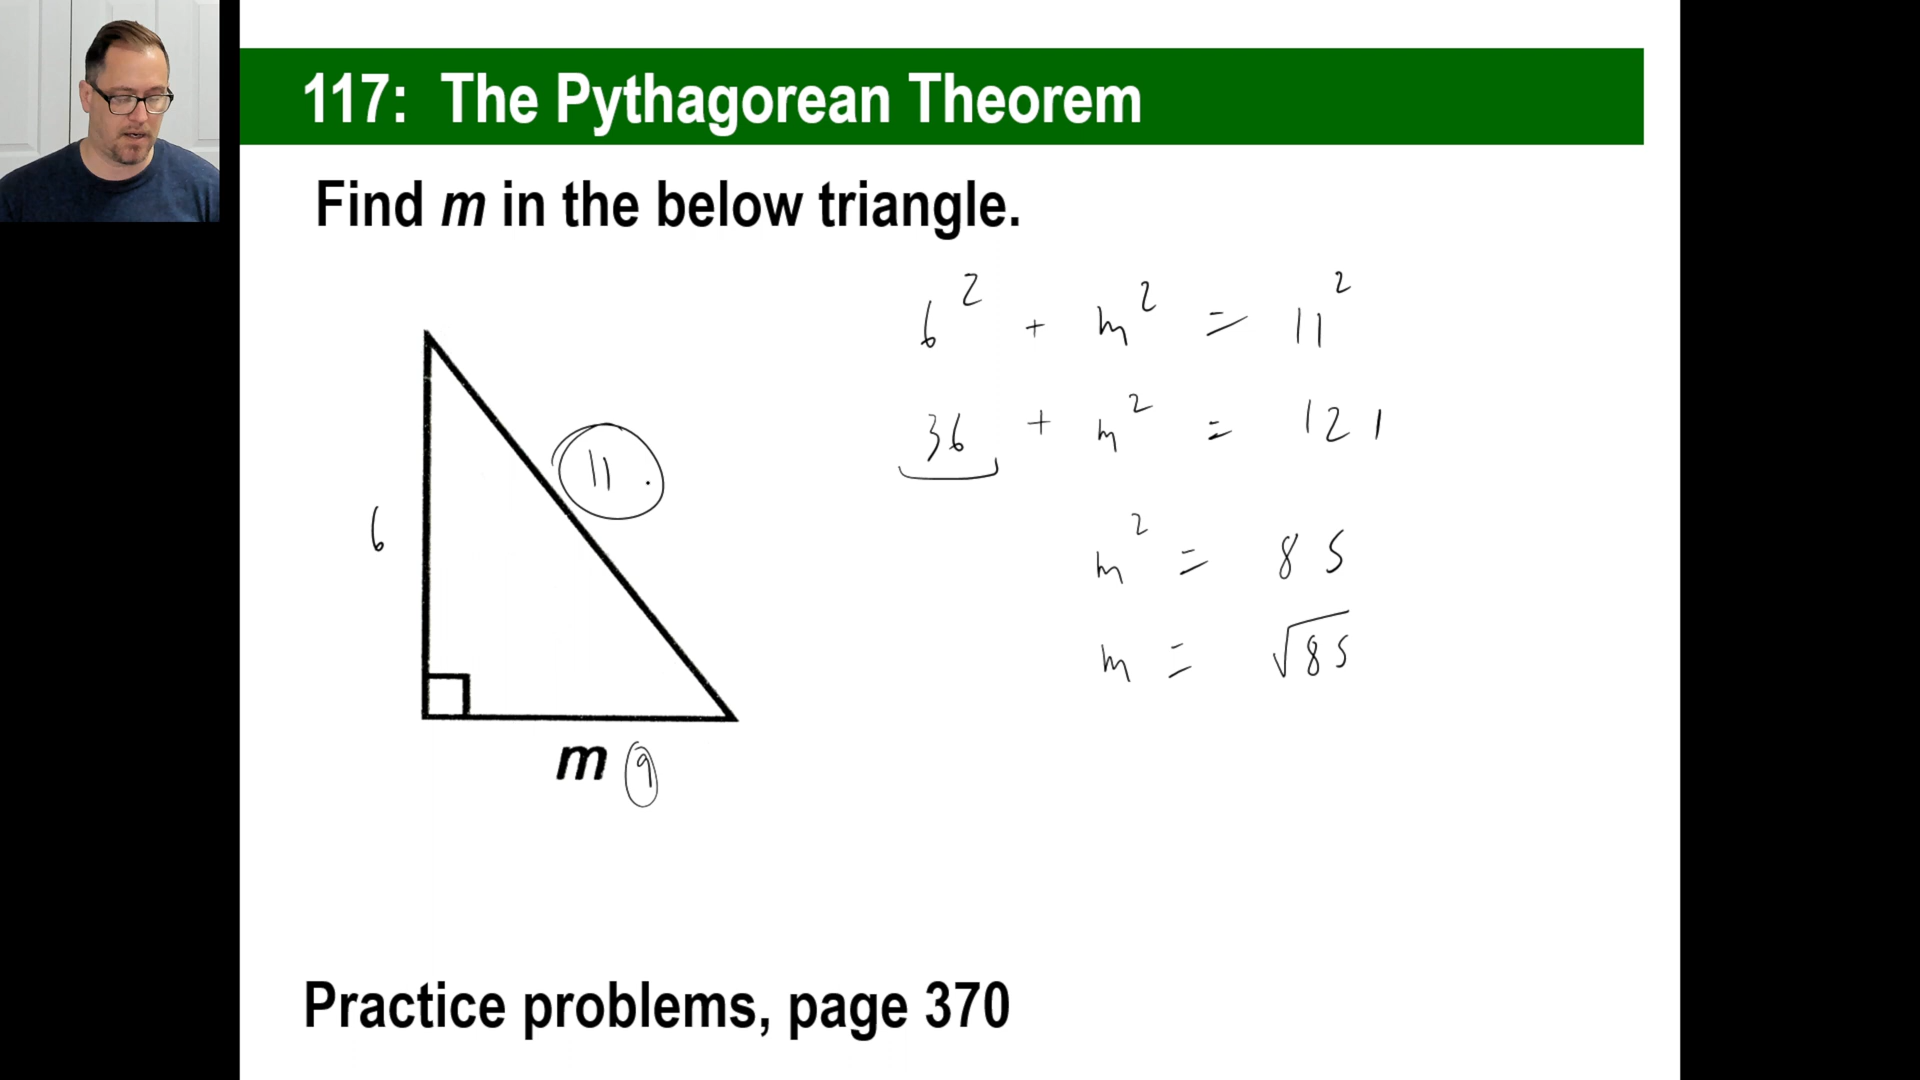 117: The Pythagorean Theorem
Find m in the below triangle.
6² + m² = 11²
36 + m² = 121
11
6
m² = 85
m = √85
m 9
Practice problems, page 370